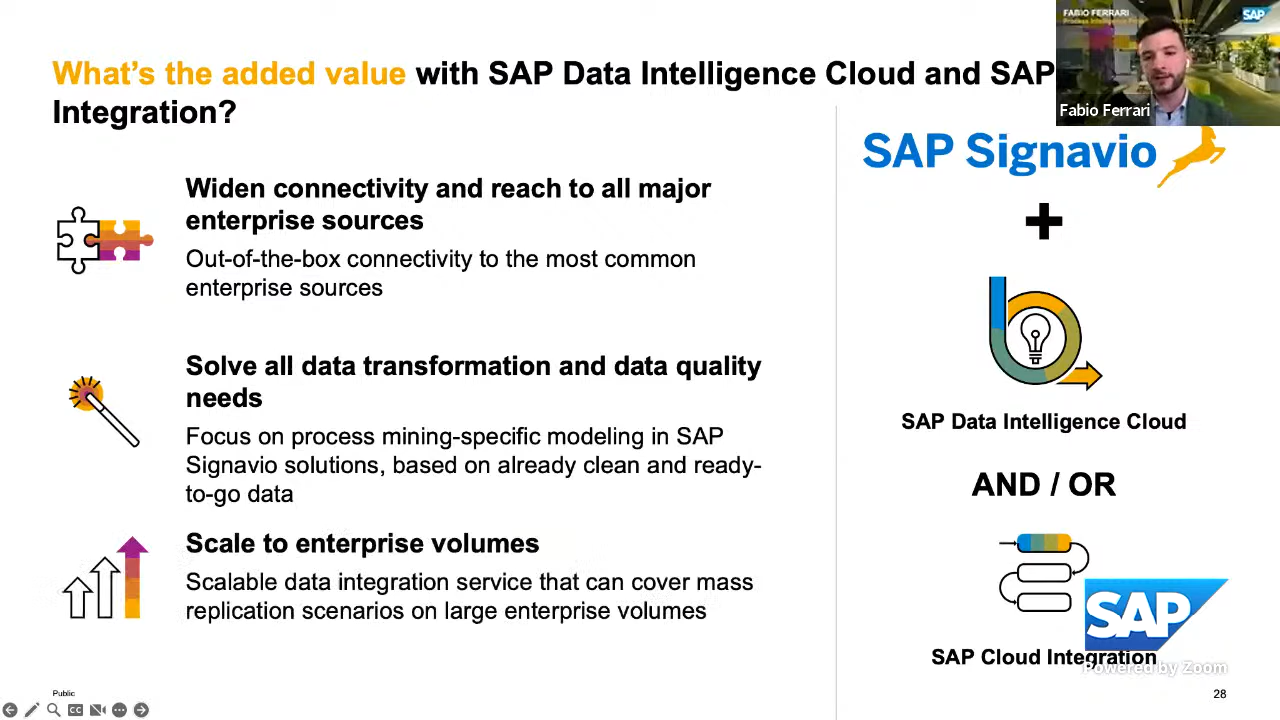 FABIO FERRARI
SAP
Fabio Ferrari
What's the added value with SAP Data Intelligence Cloud and SAP
Integration?
Widen connectivity and reach to all major
enterprise sources
Out-of-the-box connectivity to the most common
enterprise sources
Solve all data transformation and data quality
needs
Focus on process mining-specific modeling in SAP
Signavio solutions, based on already clean and ready-
to-go data
Scale to enterprise volumes
Scalable data integration service that can cover mass
replication scenarios on large enterprise volumes
SAP Signavio
+
SAP Data Intelligence Cloud
AND / OR
SAP
SAP Cloud Integration
Powered by Zoom
Public
28
CC